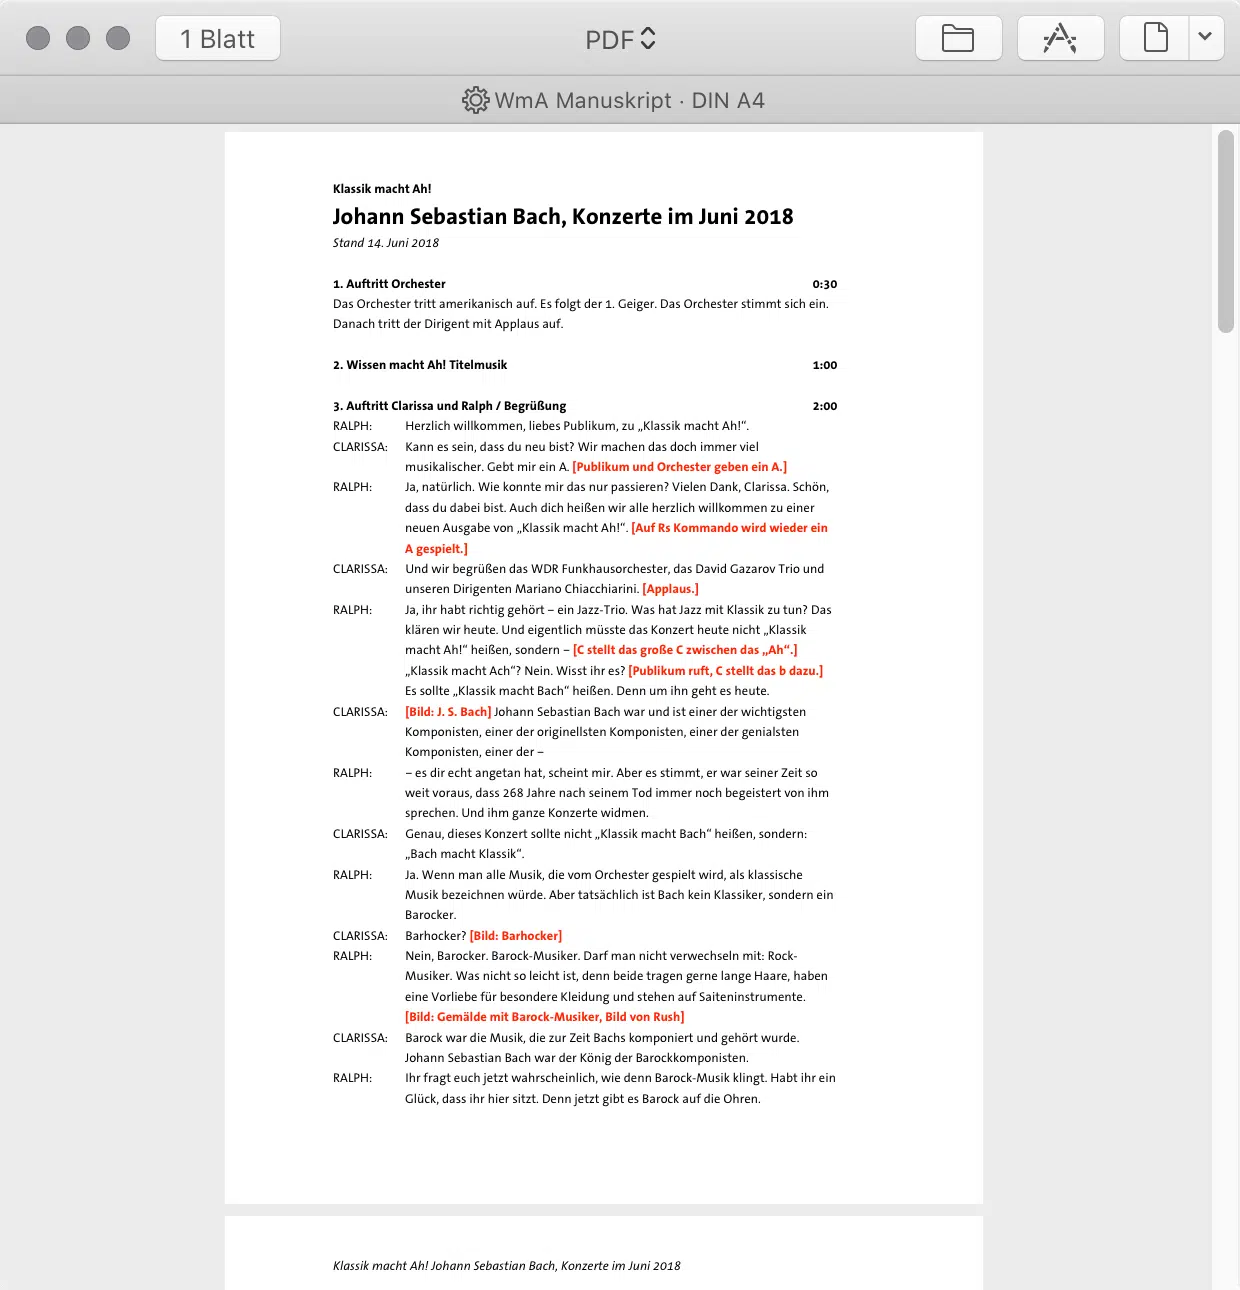 1 Blatt
PDF
WmA Manuskript · DIN A4
Klassik macht Ah!
Johann Sebastian Bach, Konzerte im Juni 2018
Stand 14. Juni 2018
1. Auftritt Orchester 0:30
Das Orchester tritt amerikanisch auf. Es folgt der 1. Geiger. Das Orchester stimmt sich ein.
Danach tritt der Dirigent mit Applaus auf.
2. Wissen macht Ah! Titelmusik 1:00
3. Auftritt Clarissa und Ralph / Begrüßung 2:00
RALPH: Herzlich willkommen, liebes Publikum, zu „Klassik macht Ah!“.
CLARISSA: Kann es sein, dass du neu bist? Wir machen das doch immer viel
musikalischer. Gebt mir ein A. [Publikum und Orchester geben ein A.]
RALPH: Ja, natürlich. Wie konnte mir das nur passieren? Vielen Dank, Clarissa. Schön,
dass du dabei bist. Auch dich heißen wir alle herzlich willkommen zu einer
neuen Ausgabe von „Klassik macht Ah!“. [Auf Rs Kommando wird wieder ein
A gespielt.]
CLARISSA: Und wir begrüßen das WDR Funkhausorchester, das David Gazarov Trio und
unseren Dirigenten Mariano Chiacchiarini. [Applaus.]
RALPH: Ja, ihr habt richtig gehört – ein Jazz-Trio. Was hat Jazz mit Klassik zu tun? Das
klären wir heute. Und eigentlich müsste das Konzert heute nicht „Klassik
macht Ah!“ heißen, sondern – [C stellt das große C zwischen das „Ah“.]
„Klassik macht Ach“? Nein. Wisst ihr es? [Publikum ruft, C stellt das b dazu.]
Es sollte „Klassik macht Bach“ heißen. Denn um ihn geht es heute.
CLARISSA: [Bild: J. S. Bach] Johann Sebastian Bach war und ist einer der wichtigsten
Komponisten, einer der originellsten Komponisten, einer der genialsten
Komponisten, einer der –
RALPH: – es dir echt angetan hat, scheint mir. Aber es stimmt, er war seiner Zeit so
weit voraus, dass 268 Jahre nach seinem Tod immer noch begeistert von ihm
sprechen. Und ihm ganze Konzerte widmen.
CLARISSA: Genau, dieses Konzert sollte nicht „Klassik macht Bach“ heißen, sondern:
„Bach macht Klassik“.
RALPH: Ja. Wenn man alle Musik, die vom Orchester gespielt wird, als klassische
Musik bezeichnen würde. Aber tatsächlich ist Bach kein Klassiker, sondern ein
Barocker.
CLARISSA: Barhocker? [Bild: Barhocker]
RALPH: Nein, Barocker. Barock-Musiker. Darf man nicht verwechseln mit: Rock-
Musiker. Was nicht so leicht ist, denn beide tragen gerne lange Haare, haben
eine Vorliebe für besondere Kleidung und stehen auf Saiteninstrumente.
[Bild: Gemälde mit Barock-Musiker, Bild von Rush]
CLARISSA: Barock war die Musik, die zur Zeit Bachs komponiert und gehört wurde.
Johann Sebastian Bach war der König der Barockkomponisten.
RALPH: Ihr fragt euch jetzt wahrscheinlich, wie denn Barock-Musik klingt. Habt ihr ein
Glück, dass ihr hier sitzt. Denn jetzt gibt es Barock auf die Ohren.
Klassik macht Ah! Johann Sebastian Bach, Konzerte im Juni 2018